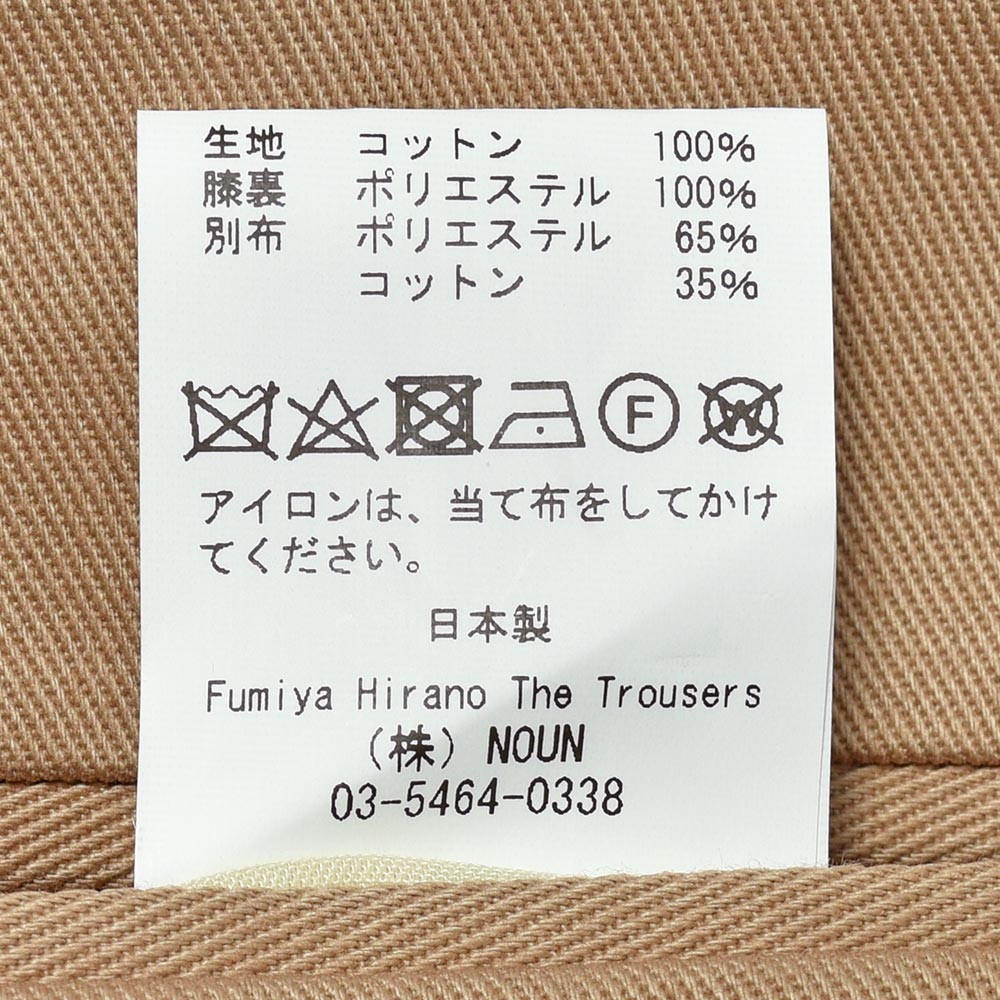 生地 コットン 100%
膝裏 ポリエステル 100%
別布 ポリエステル 65%
コットン 35%
F W
アイロンは、当て布をしてかけ
てください。
日本製
Fumiya Hirano The Trousers
(株) NOUN
03-5464-0338